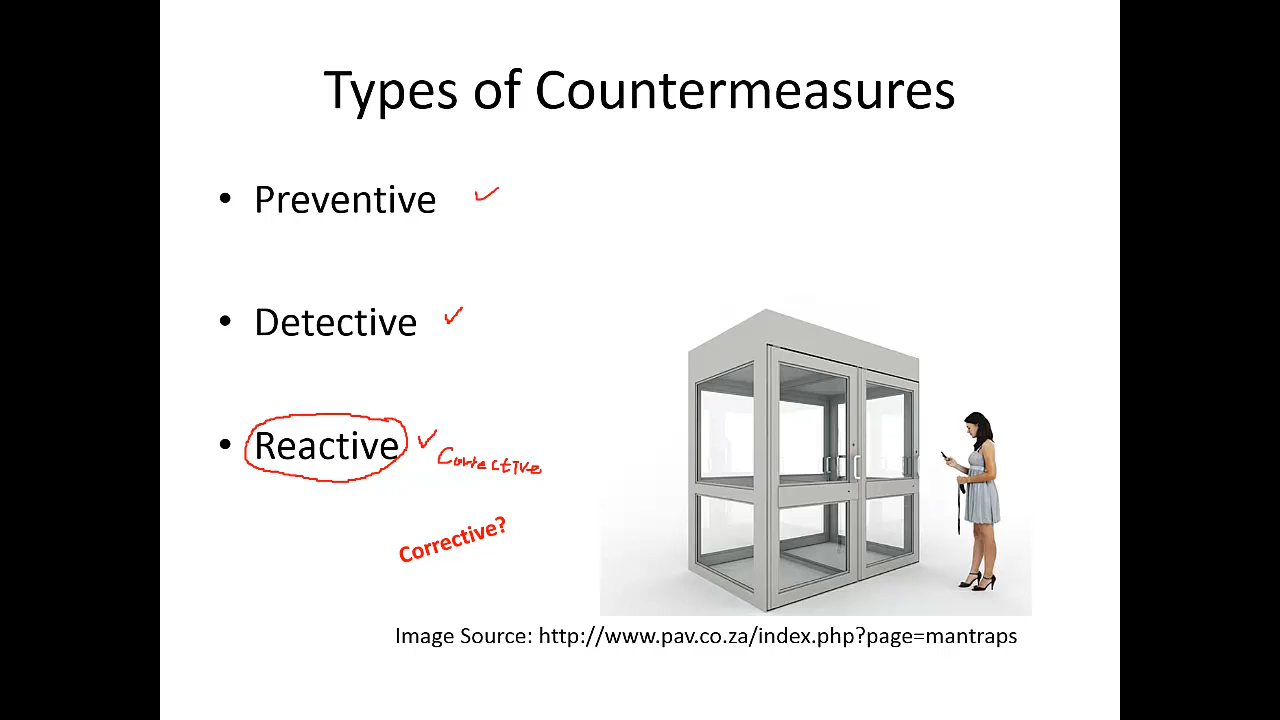 Types of Countermeasures
• Preventive
• Detective
• Reactive
Corrective
Corrective?
Image Source: http://www.pav.co.za/index.php?page=mantraps